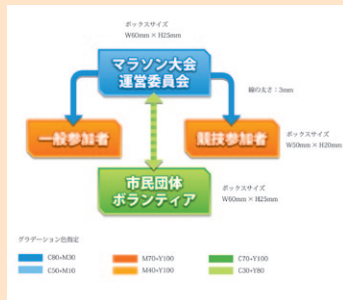 ボックスサイズ
W60mm × H25mm
マラソン大会
運営委員会
線の太さ：3mm
一般参加者
競技参加者
ボックスサイズ
W50mm × H20mm
市民団体
ボランティア
ボックスサイズ
W60mm × H25mm
グラデーション色指定
C80+M30
M70+Y100
C70+Y100
C50+M10
M40+Y100
C30+Y80